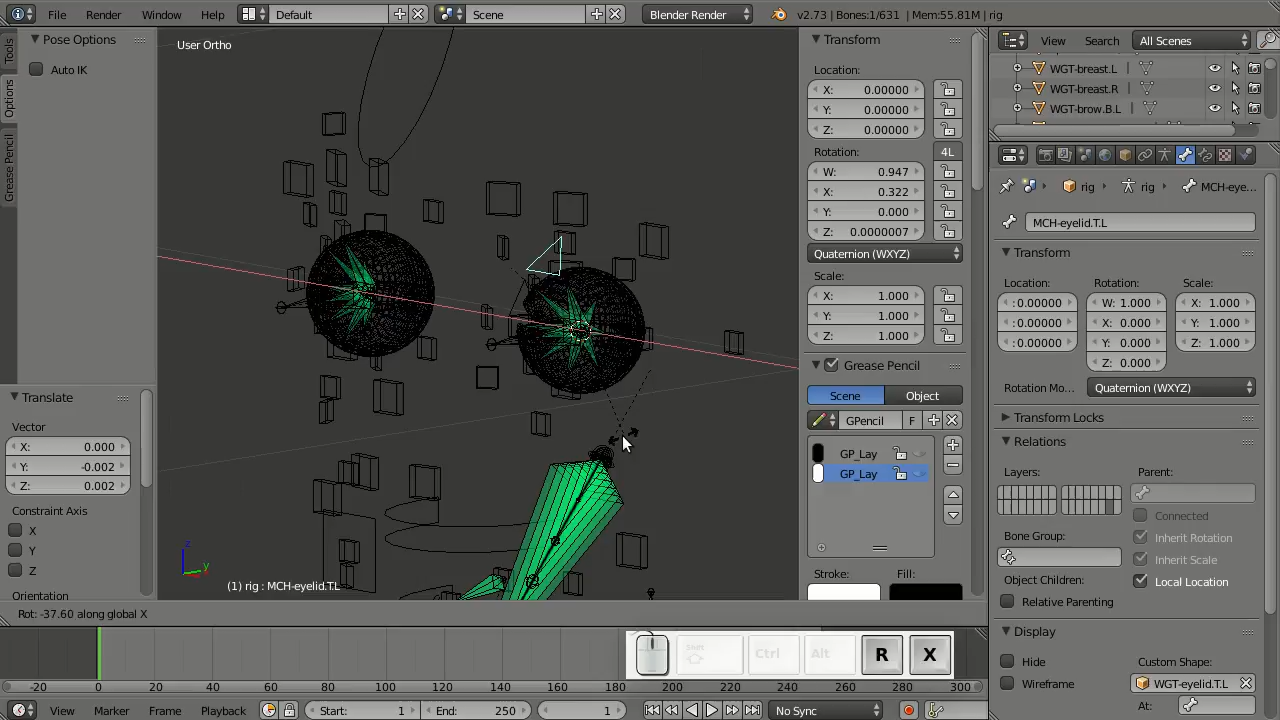 File Render Window Help Default Scene Blender Render v2.73 | Bones:1/631 | Mem:55.81M | rig
Tools
Options
Grease Pencil
Pose Options
Auto IK
User Ortho
(1) rig : MCH-eyelid.T.L
Translate
Vector
X: 0.000
Y: -0.002
Z: 0.002
Constraint Axis
X
Y
Z
Orientation
Rot: -37.60 along global X
Transform
Location:
X: 0.00000
Y: 0.00000
Z: 0.00000
Rotation: 4L
W: 0.947
X: 0.322
Y: 0.000
Z: 0.0000007
Quaternion (WXYZ)
Scale:
X: 1.000
Y: 1.000
Z: 1.000
Grease Pencil
Scene Object
GPencil F
GP_Lay
GP_Lay
Stroke: Fill:
View Search All Scenes
WGT-breast.L
WGT-breast.R
WGT-brow.B.L
rig rig MCH-eye...
MCH-eyelid.T.L
Transform
Location: Rotation: Scale:
:0.00000 W: 1.000 X: 1.000
:0.00000 X: 0.000 Y: 1.000
:0.00000 Y: 0.000 Z: 1.000
Z: 0.000
Rotation Mo... Quaternion (WXYZ)
Transform Locks
Relations
Layers: Parent:
Connected
Bone Group: Inherit Rotation
Inherit Scale
Object Children: Local Location
Relative Parenting
Display
Hide Custom Shape:
Wireframe WGT-eyelid.T.L
At:
Shift Ctrl Alt R X
-20 0 20 40 60 80 100 120 140 160 180 200 220 240 260 280 300
View Marker Frame Playback Start: 1 End: 250 1 No Sync